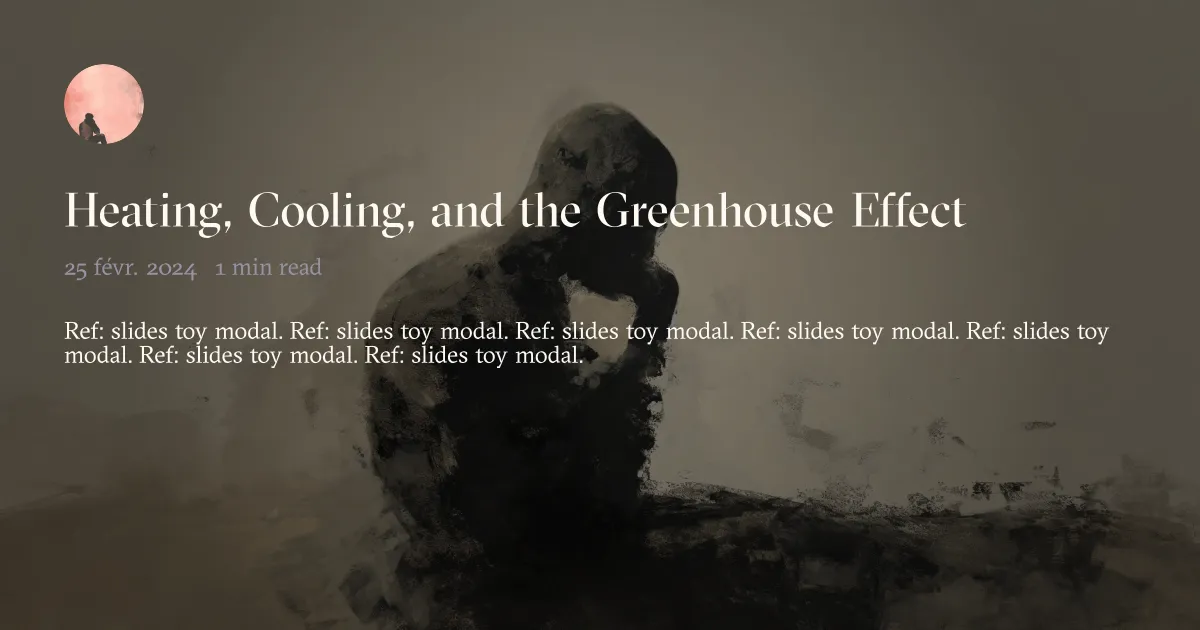 Heating, Cooling, and the Greenhouse Effect
25 févr. 2024 1 min read
Ref: slides toy modal. Ref: slides toy modal. Ref: slides toy modal. Ref: slides toy modal. Ref: slides toy
modal. Ref: slides toy modal. Ref: slides toy modal.